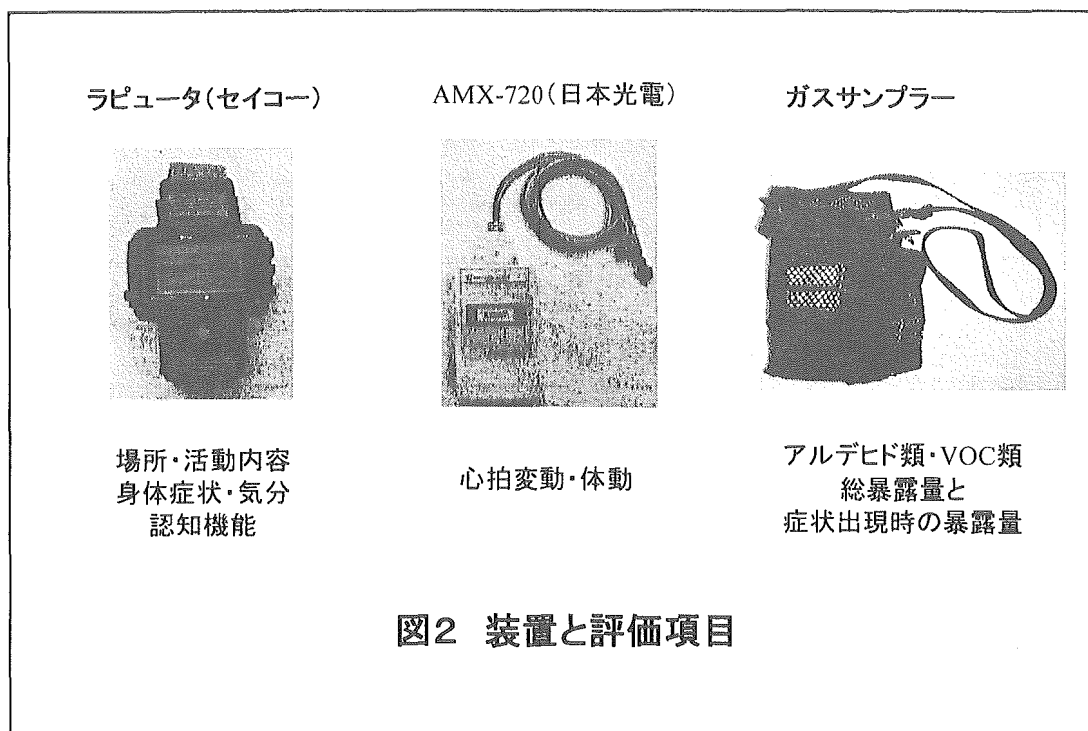 ラピュータ(セイコー)
AMX-720(日本光電)
ガスサンプラー
場所・活動内容
身体症状・気分
認知機能
心拍変動・体動
アルデヒド類・VOC類
総暴露量と
症状出現時の暴露量
図2 装置と評価項目